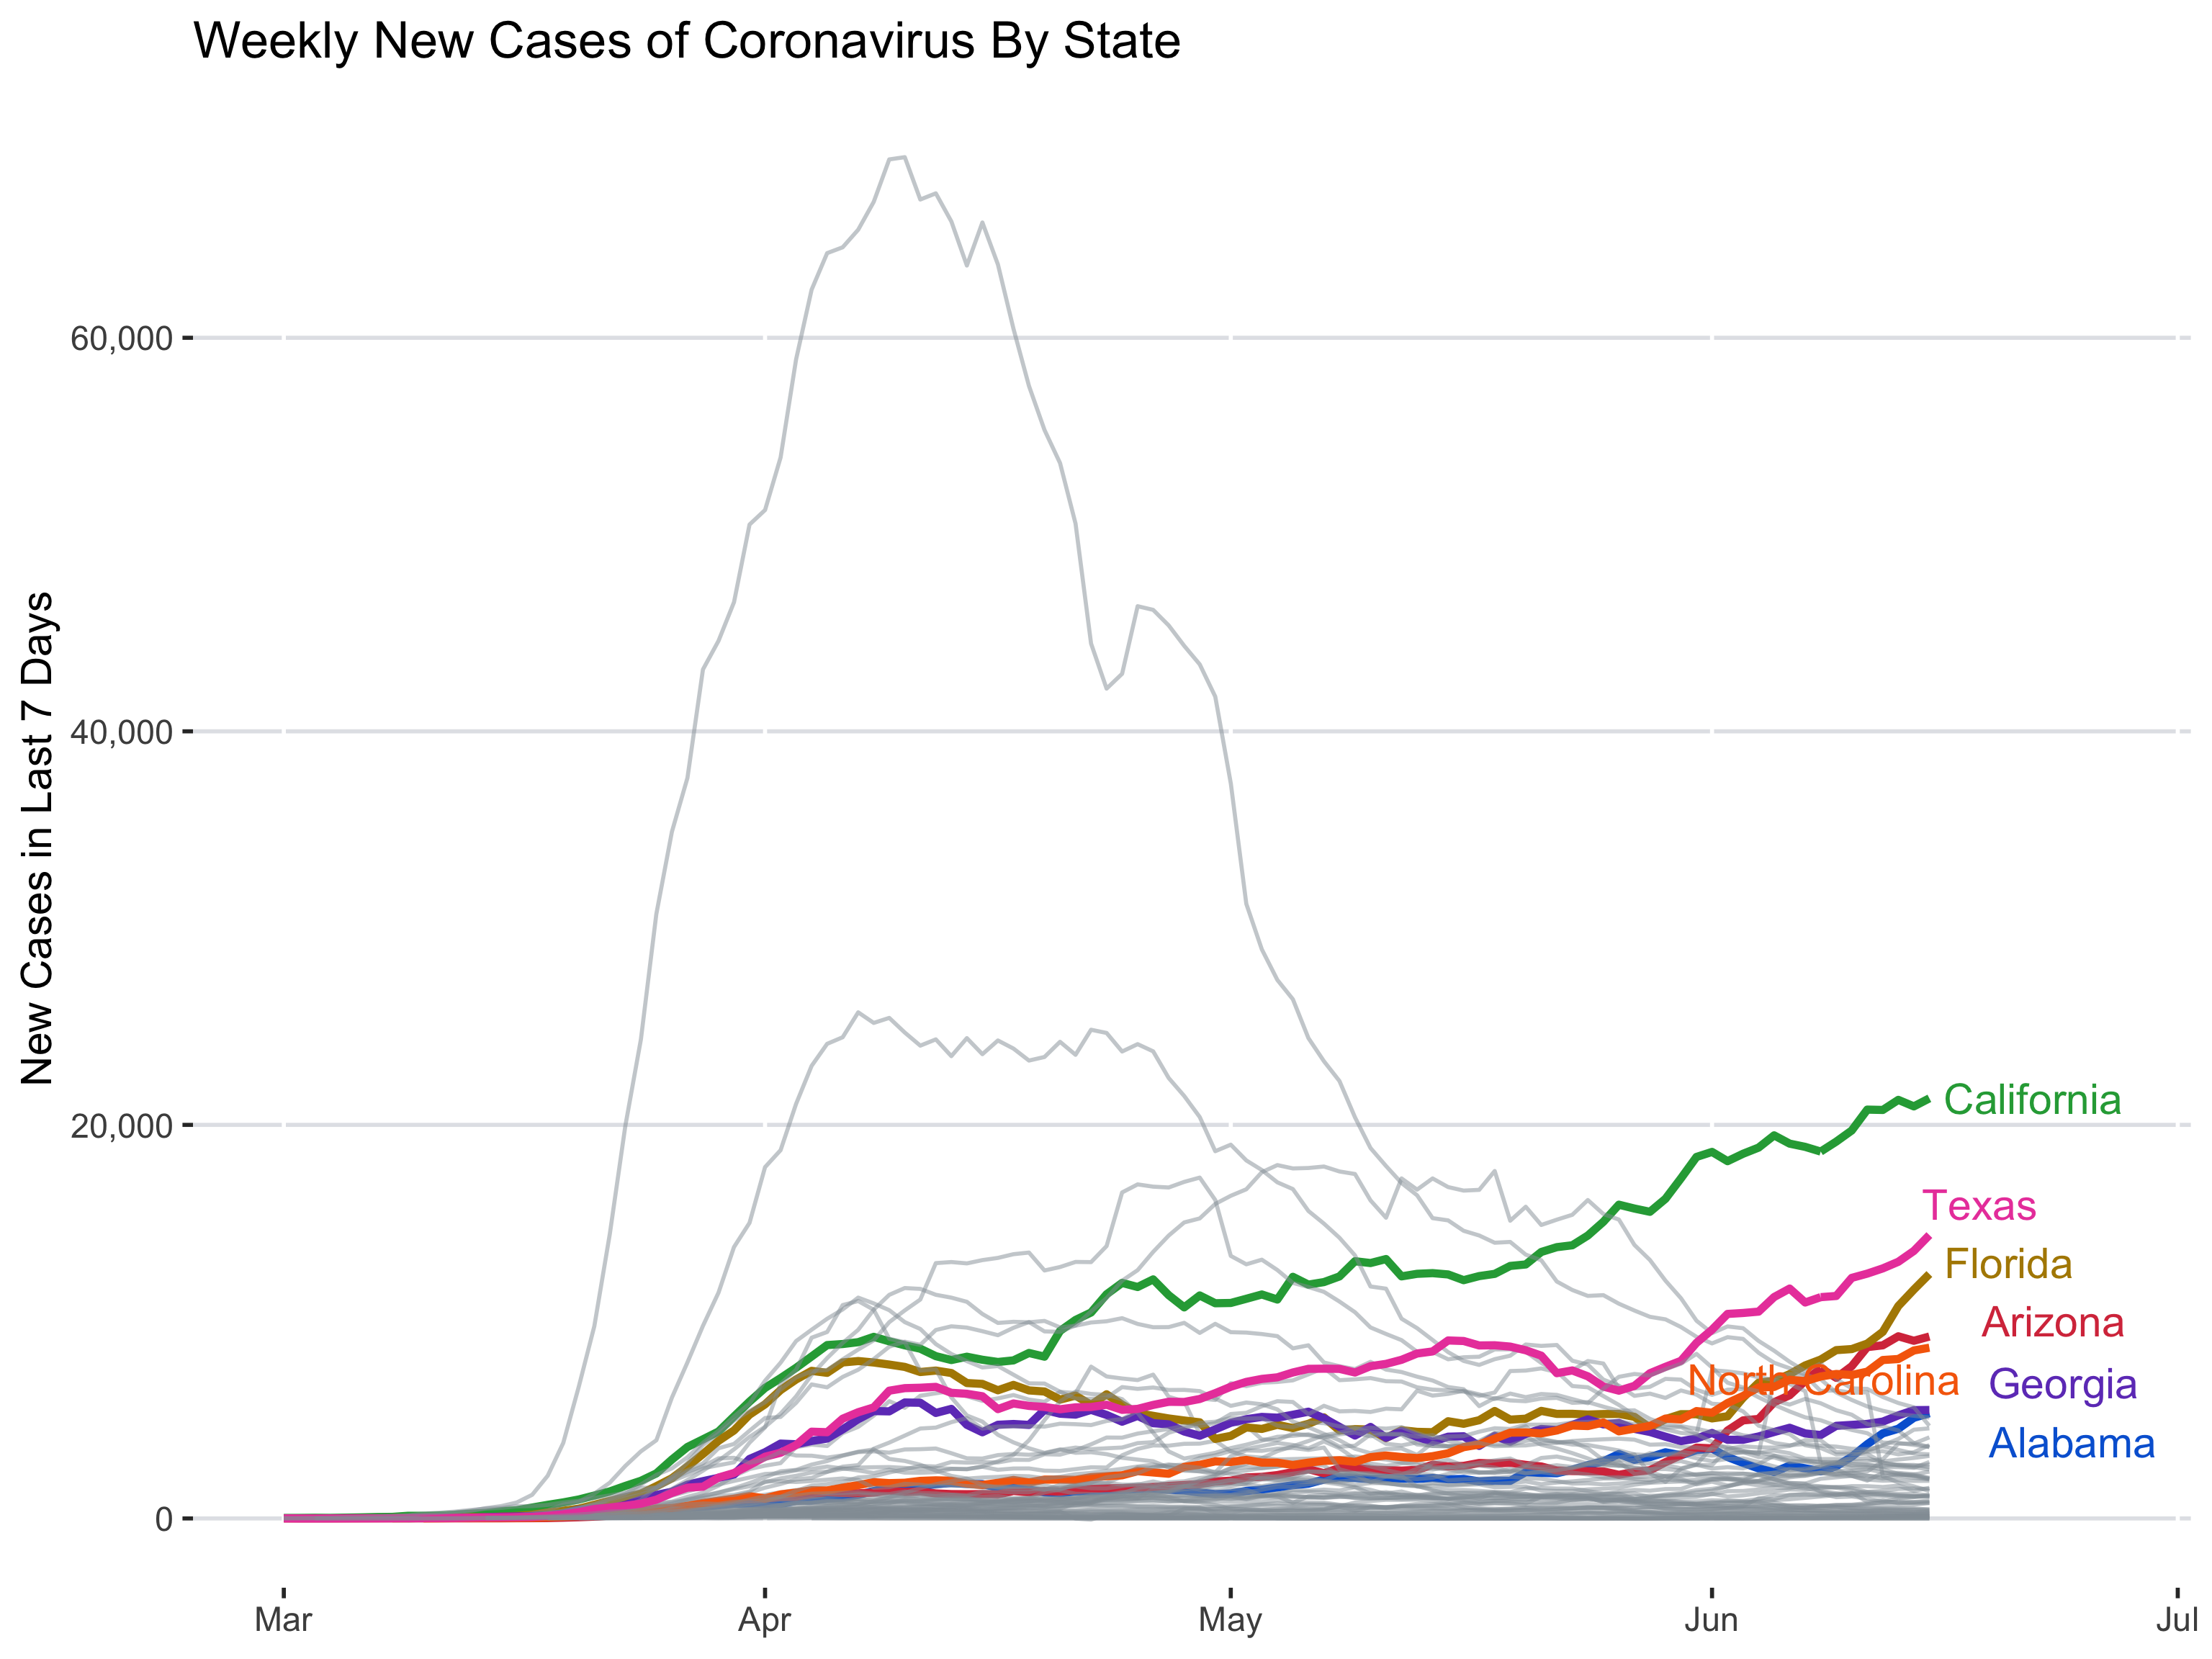 Weekly New Cases of Coronavirus By State
New Cases in Last 7 Days
60,000
40,000
20,000
0
California
Texas
Florida
Arizona
North Carolina
Georgia
Alabama
Mar
Apr
May
Jun
Jul